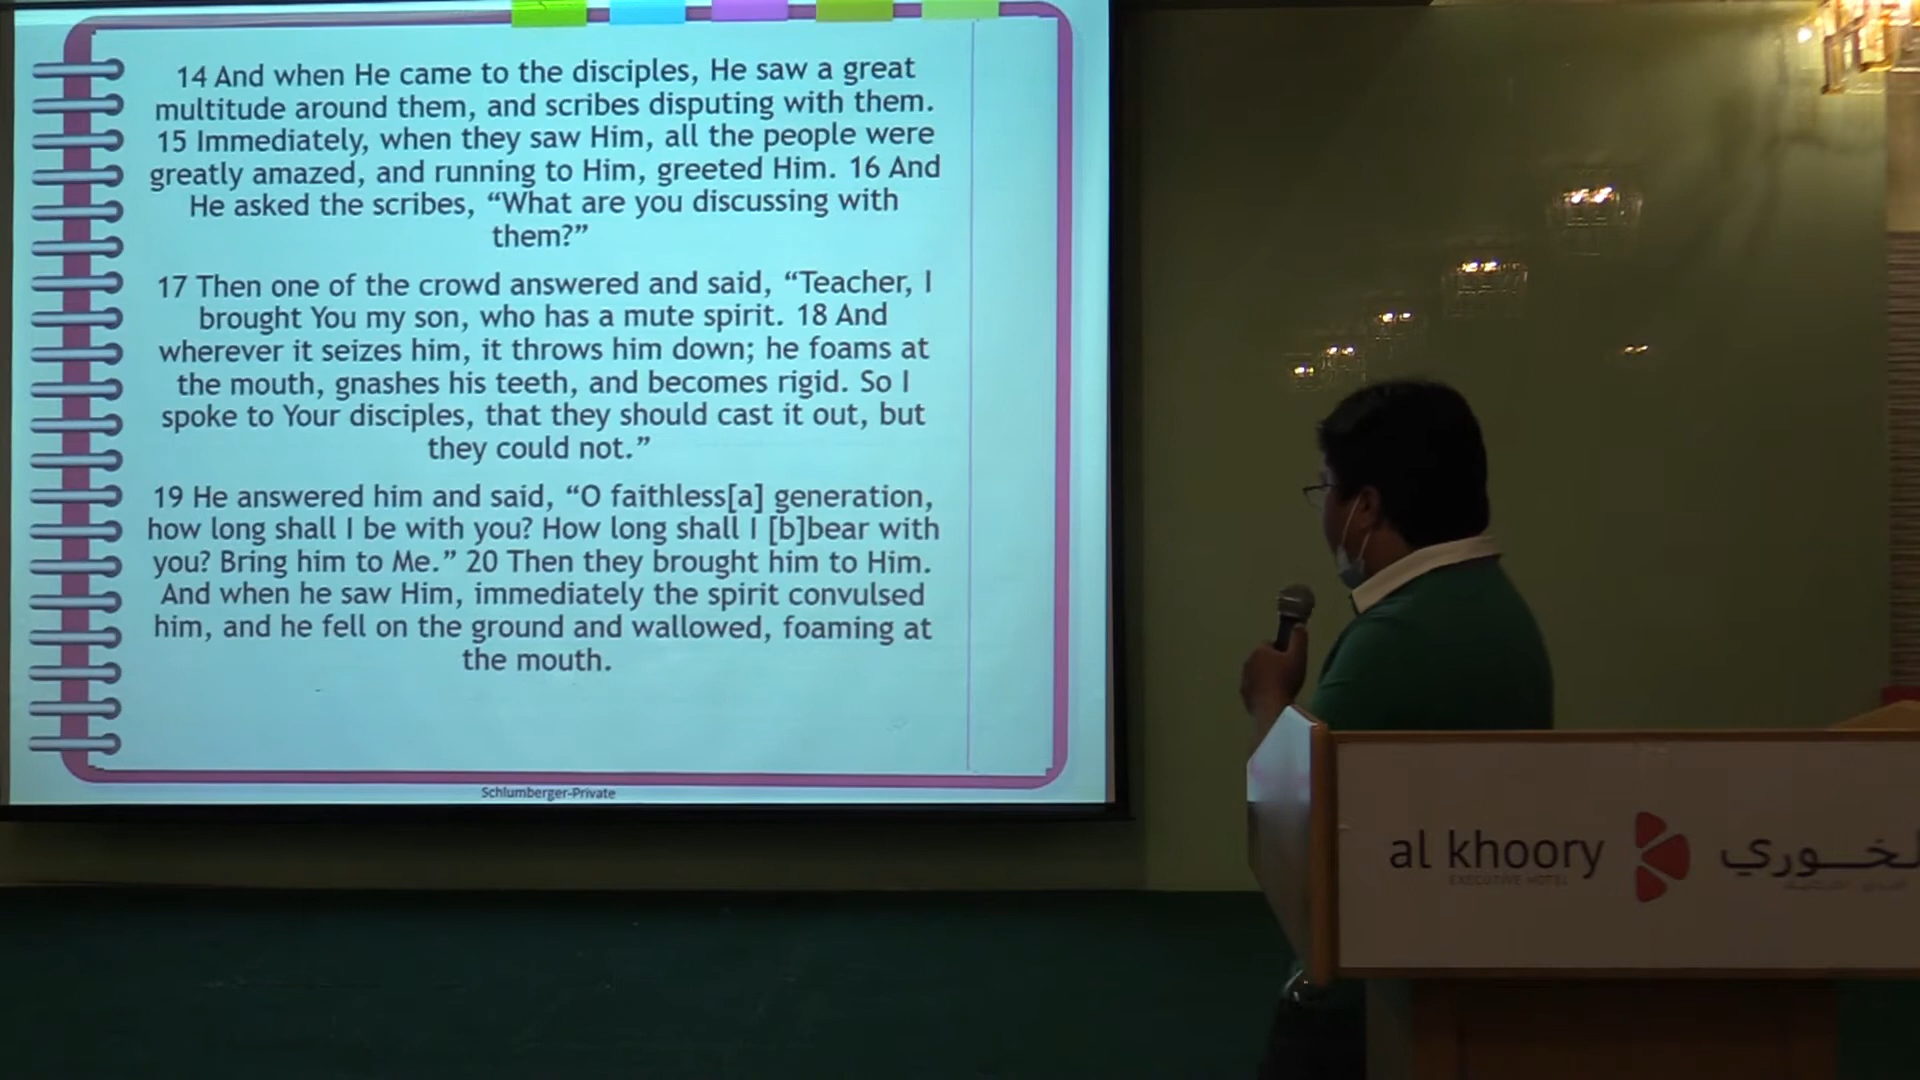 14 And when He came to the disciples, He saw a great
multitude around them, and scribes disputing with them.
15 Immediately, when they saw Him, all the people were
greatly amazed, and running to Him, greeted Him. 16 And
He asked the scribes, “What are you discussing with
them?”
17 Then one of the crowd answered and said, “Teacher, I
brought You my son, who has a mute spirit. 18 And
wherever it seizes him, it throws him down; he foams at
the mouth, gnashes his teeth, and becomes rigid. So I
spoke to Your disciples, that they should cast it out, but
they could not.”
19 He answered him and said, “O faithless[a] generation,
how long shall I be with you? How long shall I [b]bear with
you? Bring him to Me.” 20 Then they brought him to Him.
And when he saw Him, immediately the spirit convulsed
him, and he fell on the ground and wallowed, foaming at
the mouth.
Schlumberger-Private
al khoory
EXECUTIVE HOTEL
لخوري